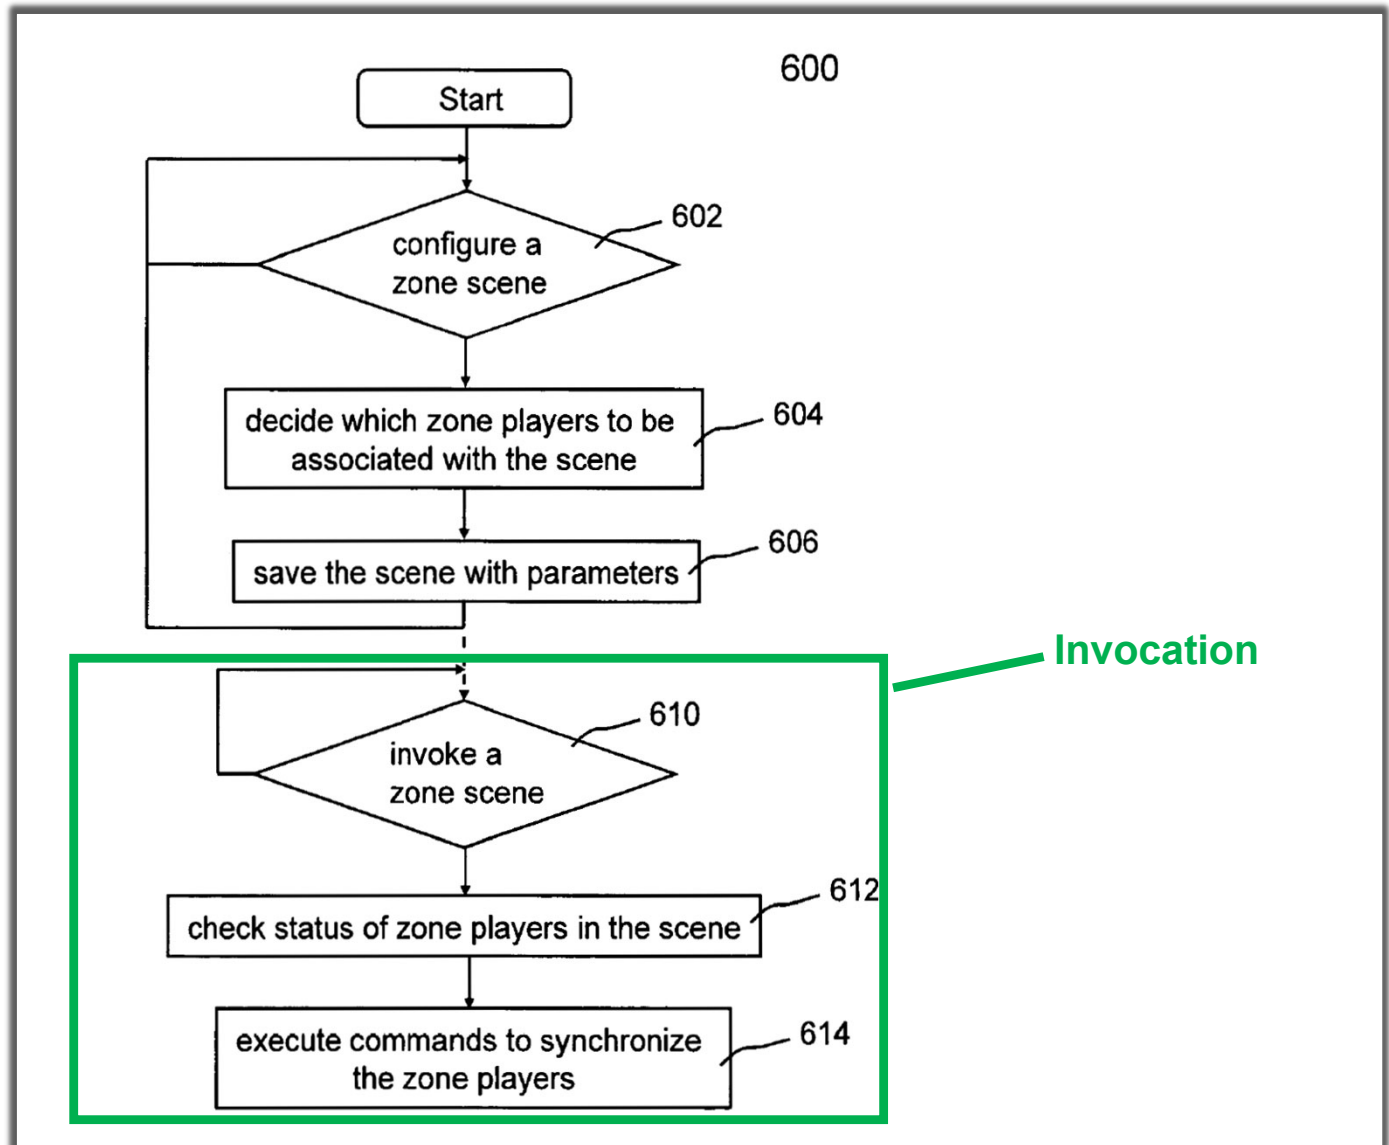 600
Start
602
configure a
zone scene
604
decide which zone players to be
associated with the scene
606
save the scene with parameters
Invocation
610
invoke a
zone scene
612
check status of zone players in the scene
614
execute commands to synchronize
the zone players